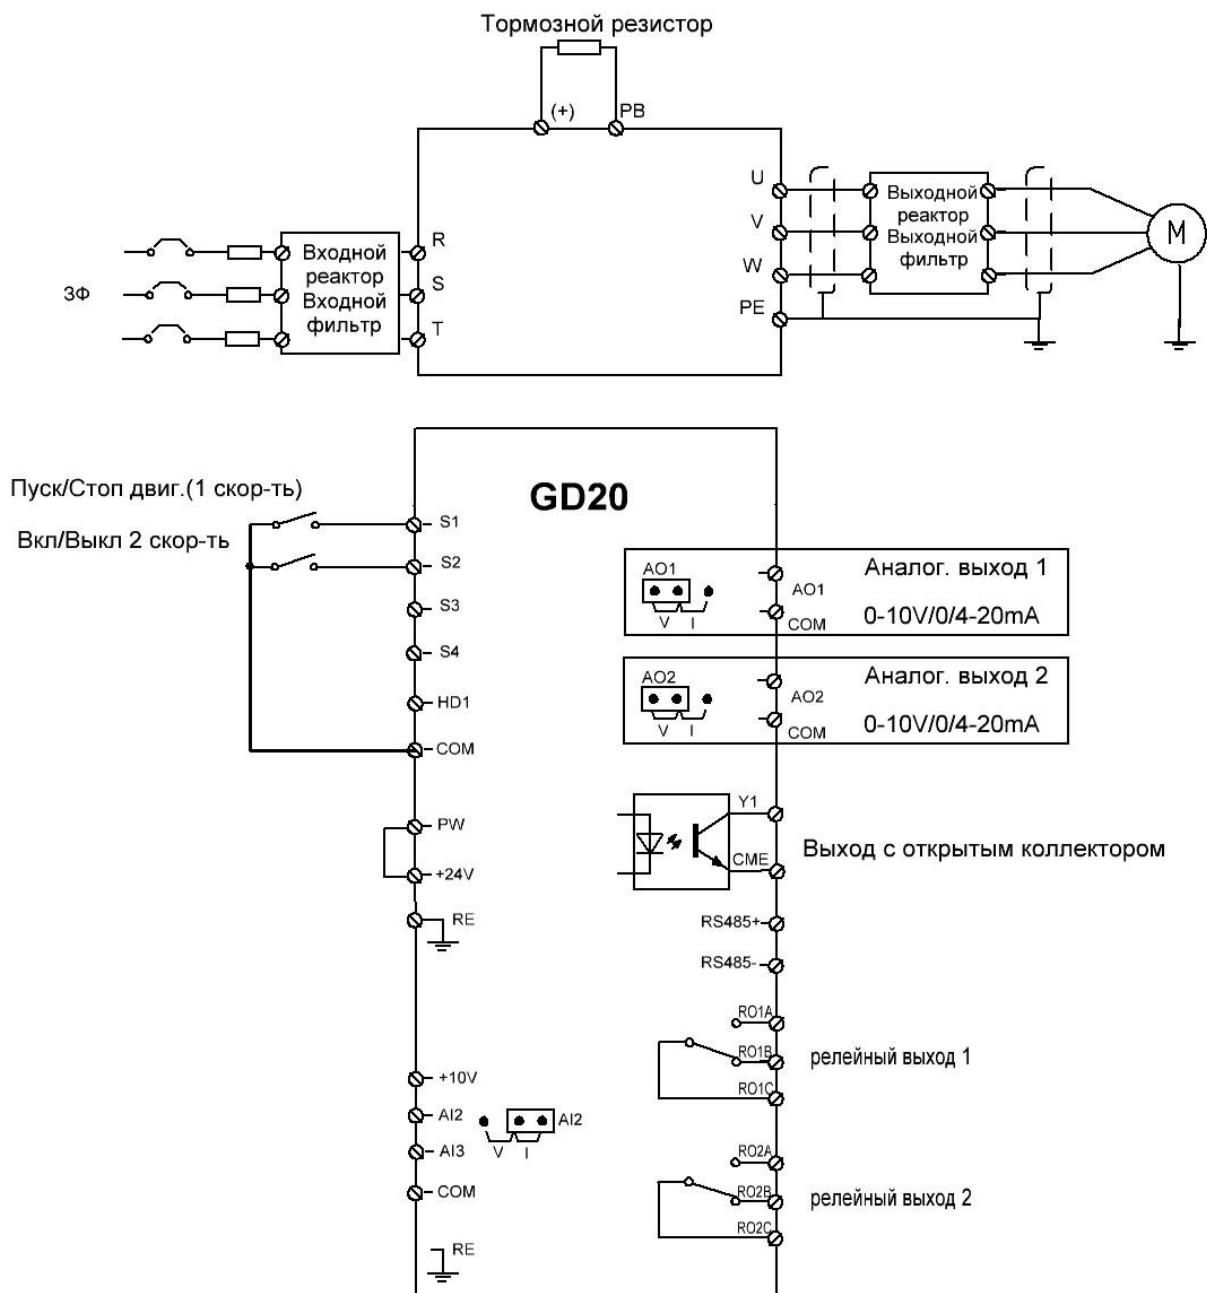 Тормозной резистор
(+)
PB
U
V
W
PE
Выходной
реактор
Выходной
фильтр
M
3Ф
Входной
реактор
Входной
фильтр
R
S
T
GD20
Пуск/Стоп двиг.(1 скор-ть)
Вкл/Выкл 2 скор-ть
S1
S2
S3
S4
HD1
COM
PW
+24V
RE
+10V
AI2
AI3
COM
RE
V I
AI2
AO1
V I
AO1
COM
Аналог. выход 1
0-10V/0/4-20mA
AO2
V I
AO2
COM
Аналог. выход 2
0-10V/0/4-20mA
Y1
CME
Выход с открытым коллектором
RS485+
RS485-
RO1A
RO1B
RO1C
релейный выход 1
RO2A
RO2B
RO2C
релейный выход 2